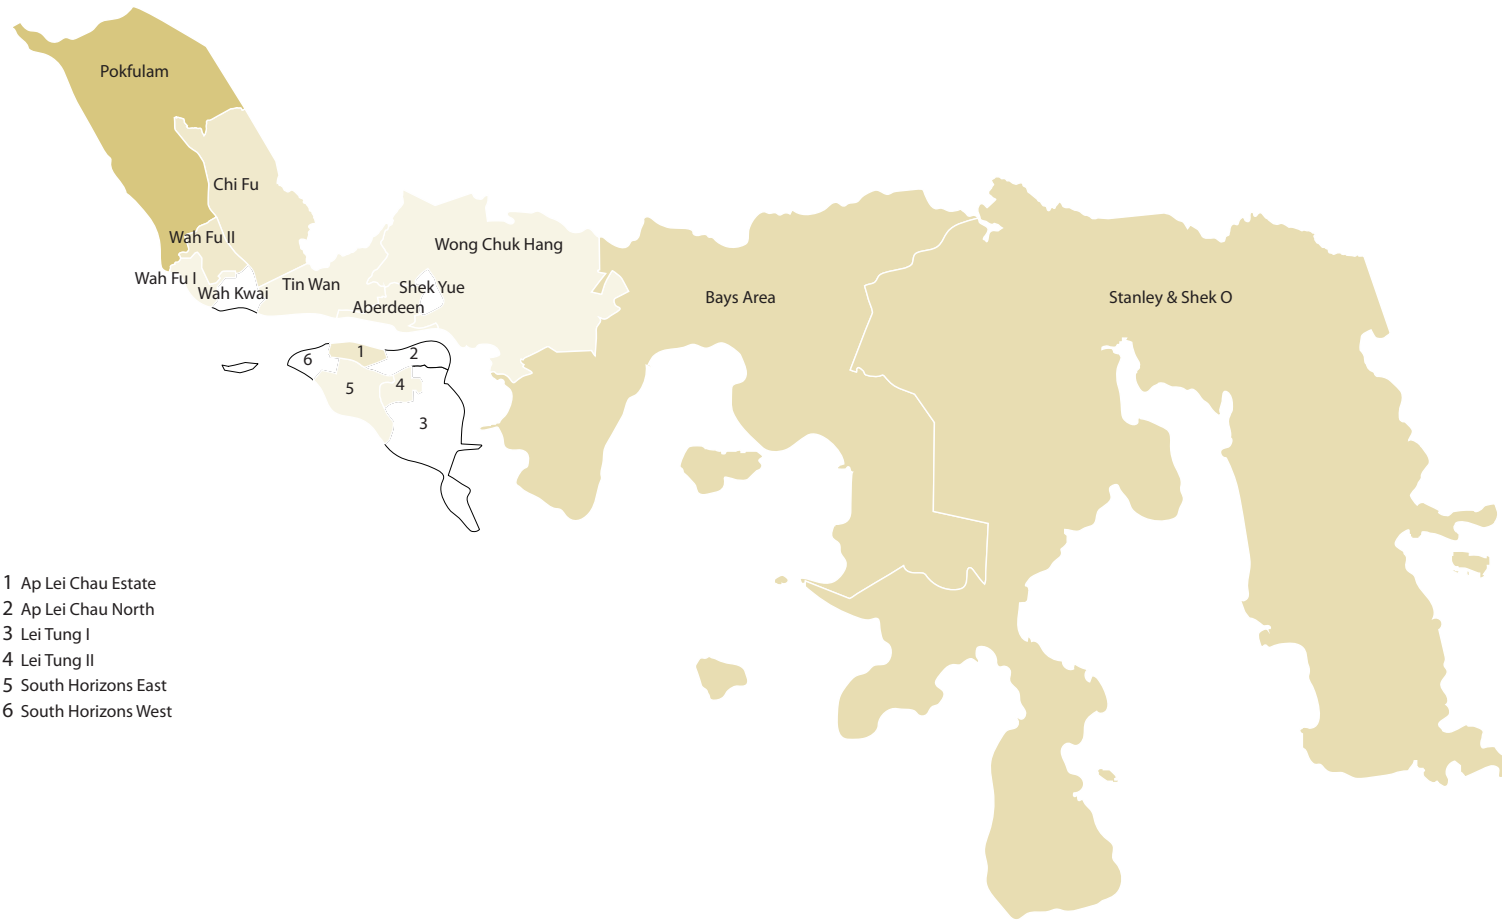 Pokfulam
Chi Fu
Wah Fu II
Wah Fu I
Wah Kwai
Tin Wan
Aberdeen
Shek Yue
Wong Chuk Hang
Bays Area
Stanley & Shek O
6
1
2
5
4
3
1 Ap Lei Chau Estate
2 Ap Lei Chau North
3 Lei Tung I
4 Lei Tung II
5 South Horizons East
6 South Horizons West